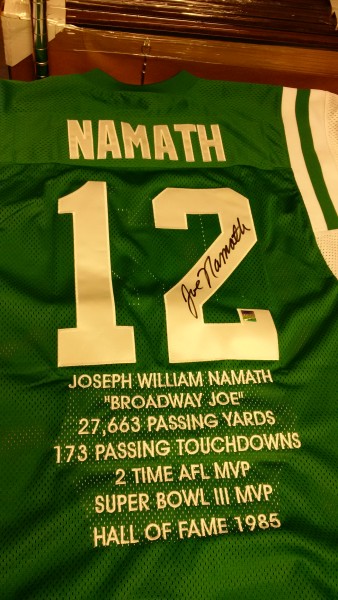 NAMATH
12
Joe Namath
JOSEPH WILLIAM NAMATH
"BROADWAY JOE"
27,663 PASSING YARDS
173 PASSING TOUCHDOWNS
2 TIME AFL MVP
SUPER BOWL III MVP
HALL OF FAME 1985